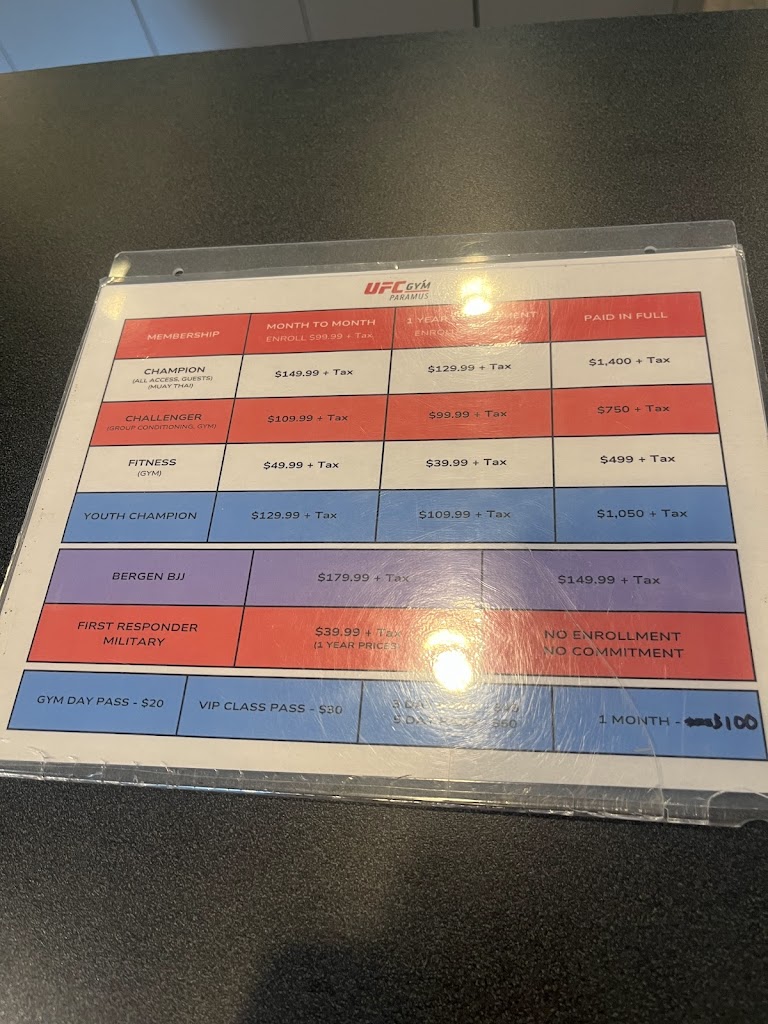 UFC GYM
PARAMUS
MEMBERSHIP
MONTH TO MONTH
ENROLL $99.99 + Tax
1 YEAR
PAID IN FULL
CHAMPION
(ALL ACCESS, GUESTS)
(MUAY THAI)
$149.99 + Tax
$129.99 + Tax
$1,400 + Tax
CHALLENGER
(GROUP CONDITIONING, GYM)
$109.99 + Tax
$99.99 + Tax
$750 + Tax
FITNESS
(GYM)
$49.99 + Tax
$39.99 + Tax
$499 + Tax
YOUTH CHAMPION
$129.99 + Tax
$109.99 + Tax
$1,050 + Tax
BERGEN BJJ
$179.99 + Tax
$149.99 + Tax
FIRST RESPONDER
MILITARY
$39.99 + Tax
(1 YEAR PRICE)
NO ENROLLMENT
NO COMMITMENT
GYM DAY PASS - $20
VIP CLASS PASS - $30
1 MONTH - $100